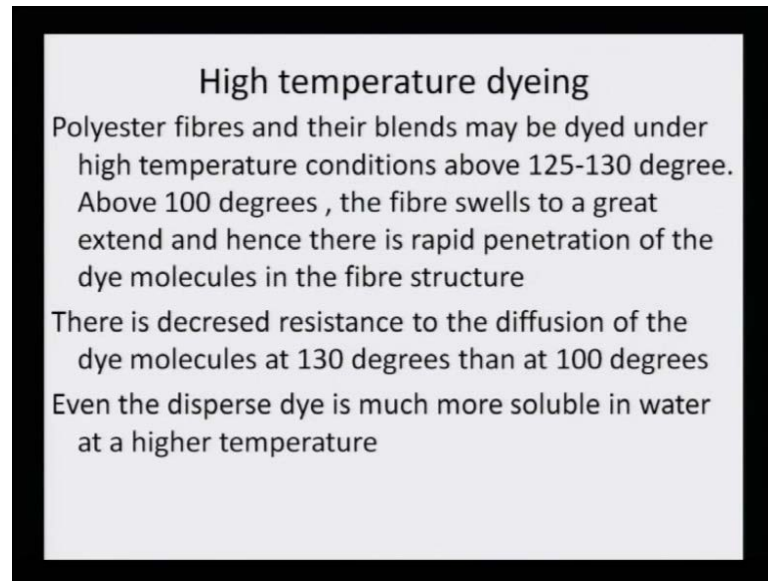 High temperature dyeing
Polyester fibres and their blends may be dyed under
high temperature conditions above 125-130 degree.
Above 100 degrees , the fibre swells to a great
extend and hence there is rapid penetration of the
dye molecules in the fibre structure
There is decresed resistance to the diffusion of the
dye molecules at 130 degrees than at 100 degrees
Even the disperse dye is much more soluble in water
at a higher temperature